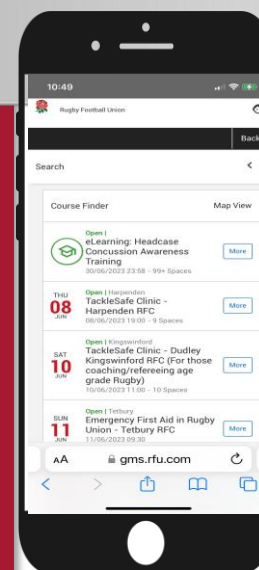 10:49
Rugby Football Union
Back
Search
Course Finder Map View
Open |
eLearning: Headcase
Concussion Awareness
Training
30/06/2023 23:58 - 99+ Spaces
More
THU
08
JUN
Open | Harpenden
TackleSafe Clinic -
Harpenden RFC
08/06/2023 19:00 - 9 Spaces
More
SAT
10
JUN
Open | Kingswinford
TackleSafe Clinic - Dudley
Kingswinford RFC (For those
coaching/refereeing age
grade Rugby)
10/06/2023 11:00 - 10 Spaces
More
SUN
11
JUN
Open | Tetbury
Emergency First Aid in Rugby
Union - Tetbury RFC
11/06/2023 09:30
More
AA gms.rfu.com